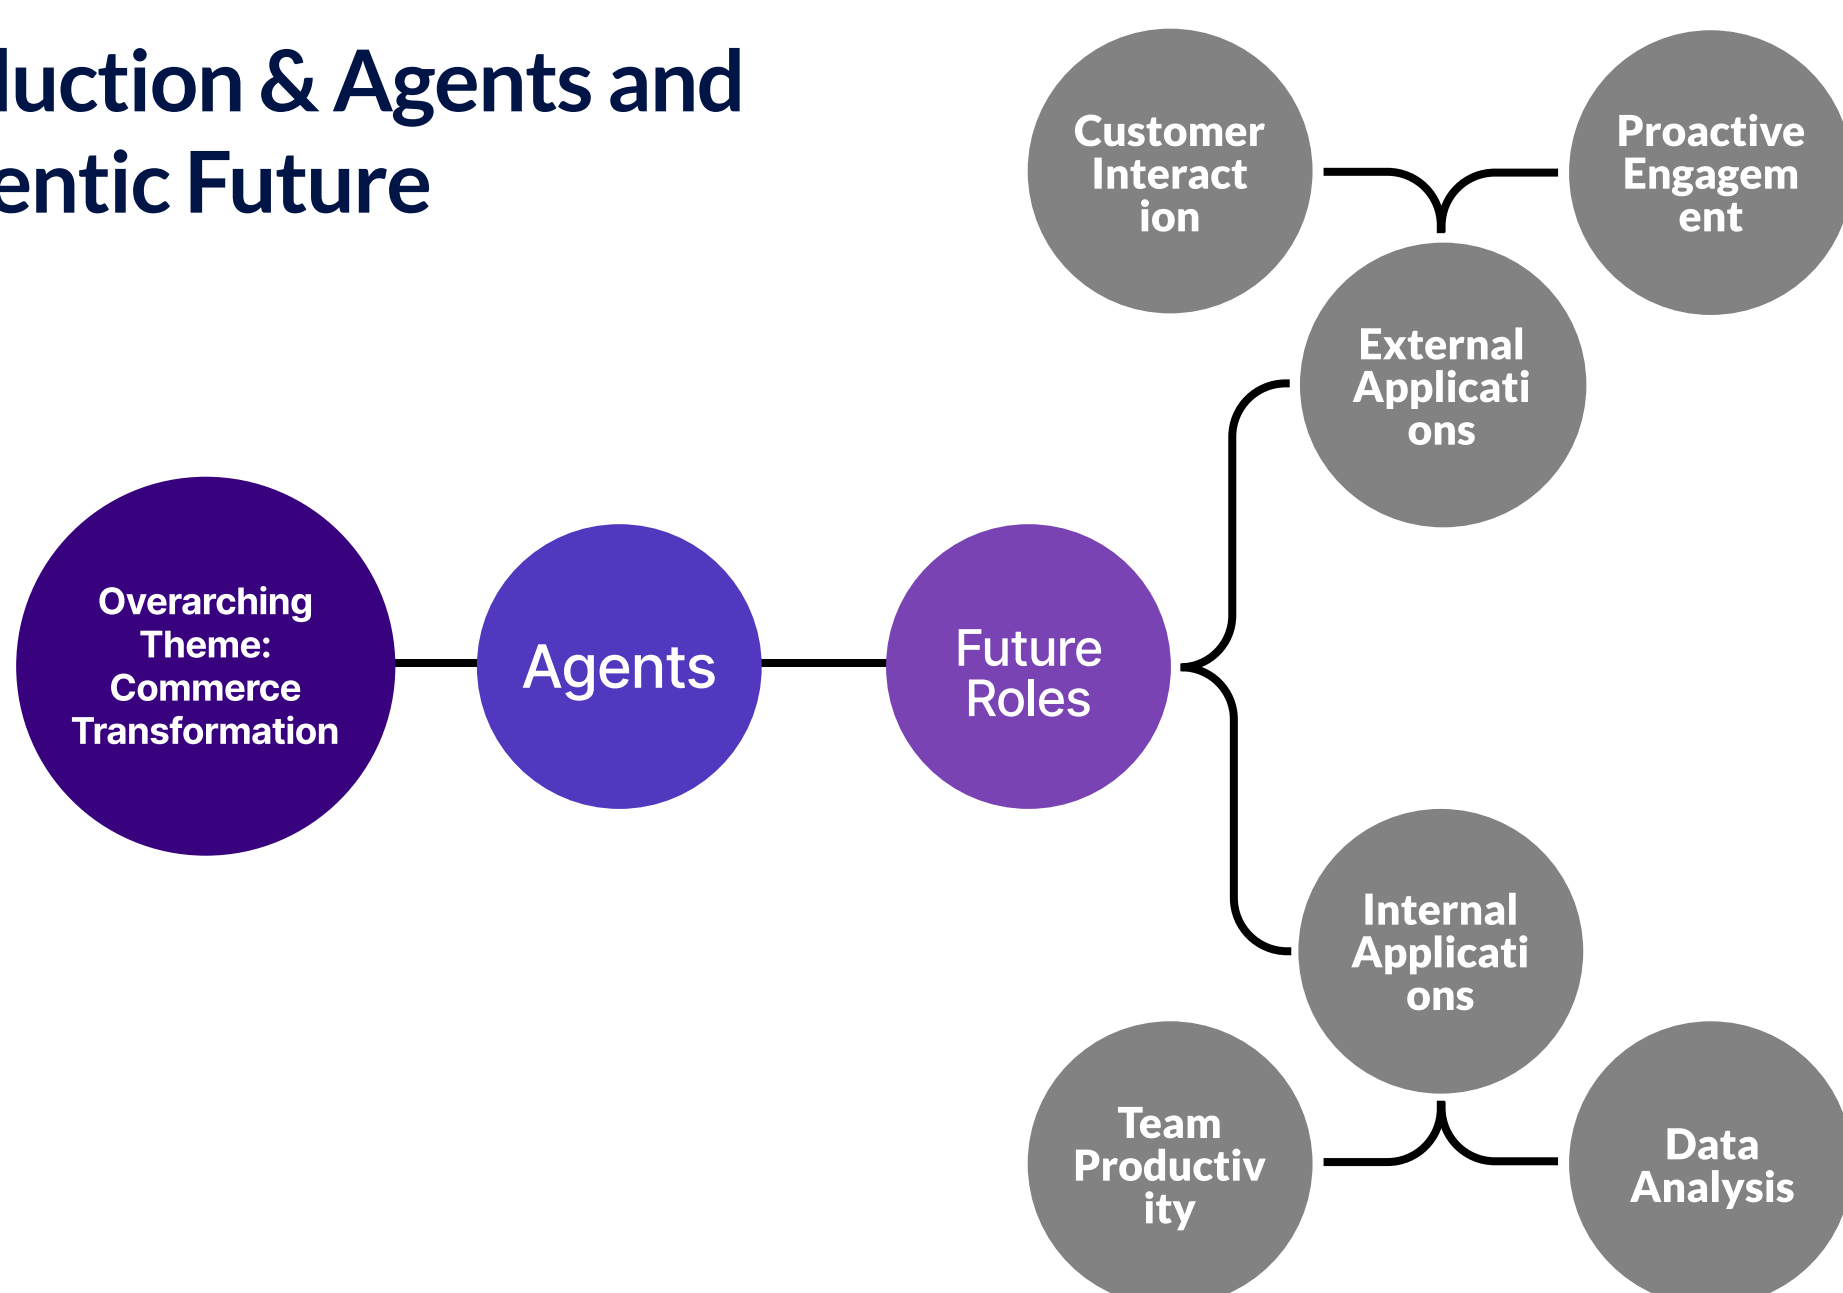 luction & Agents and
entic Future
Customer
Interact
ion
Proactive
Engagem
ent
External
Applicati
ons
Overarching
Theme:
Commerce
Transformation
Agents
Future
Roles
Internal
Applicati
ons
Team
Productiv
ity
Data
Analysis